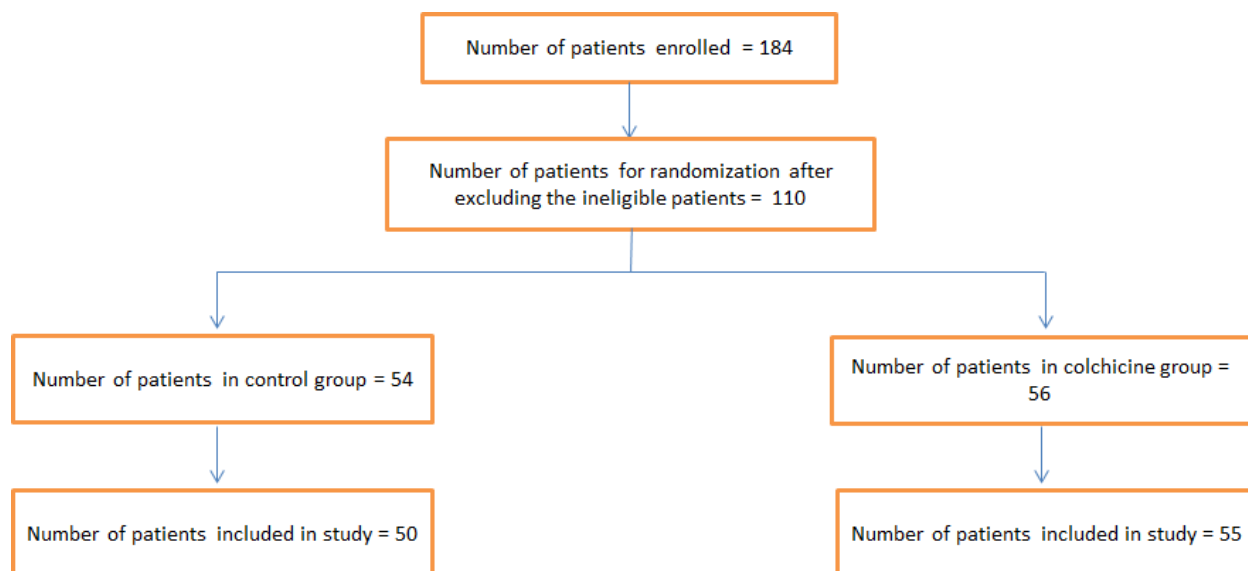 Number of patients enrolled = 184
Number of patients for randomization after
excluding the ineligible patients = 110
Number of patients in control group = 54
Number of patients in colchicine group =
56
Number of patients included in study = 50
Number of patients included in study = 55